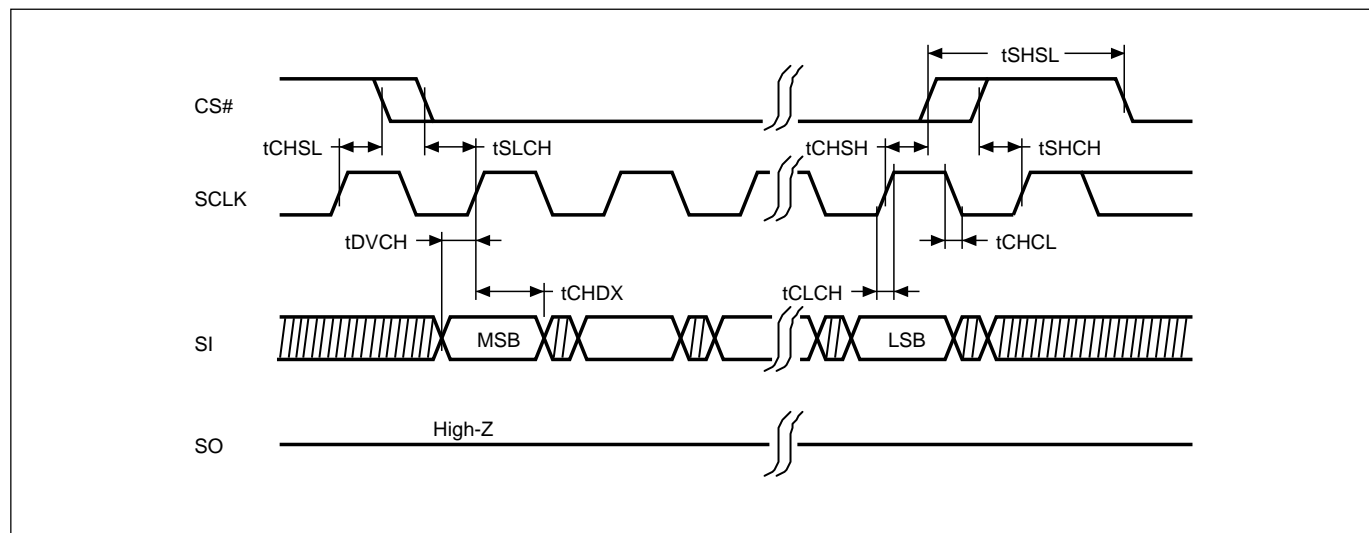 tSHSL
CS#
tCHSL tSLCH tCHSH tSHCH
SCLK
tDVCH tCHCL
tCHDX tCLCH
SI MSB LSB
High-Z
SO